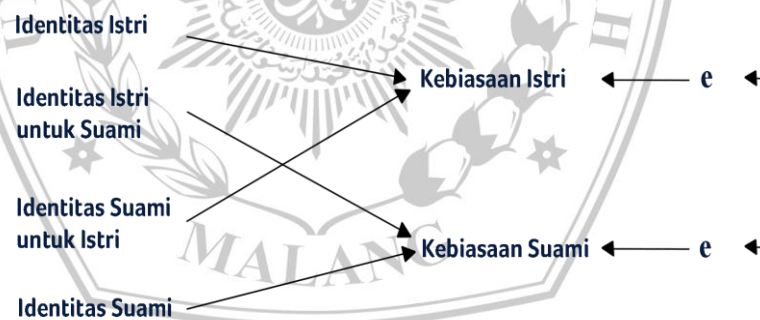 Identitas Istri
Kebiasaan Istri
e
Identitas Istri
untuk Suami
Identitas Suami
untuk Istri
Kebiasaan Suami
e
Identitas Suami
MALANG
U
H